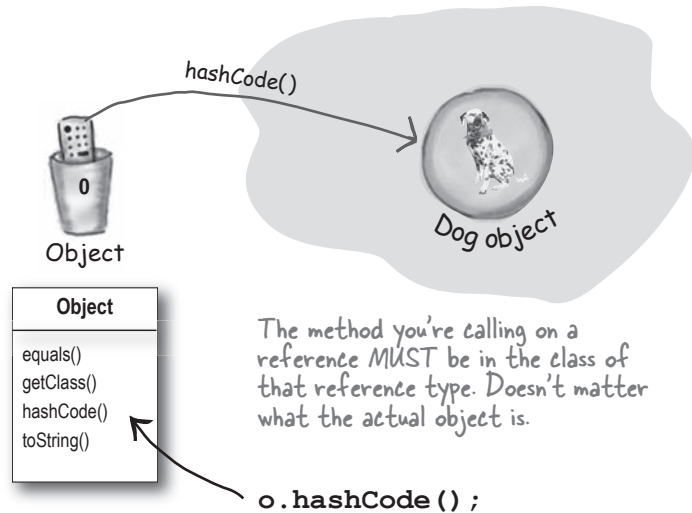 hashCode()
0
Object
Dog object
Object
equals()
getClass()
hashCode()
toString()
The method you're calling on a
reference MUST be in the class of
that reference type. Doesn't matter
what the actual object is.
o.hashCode();